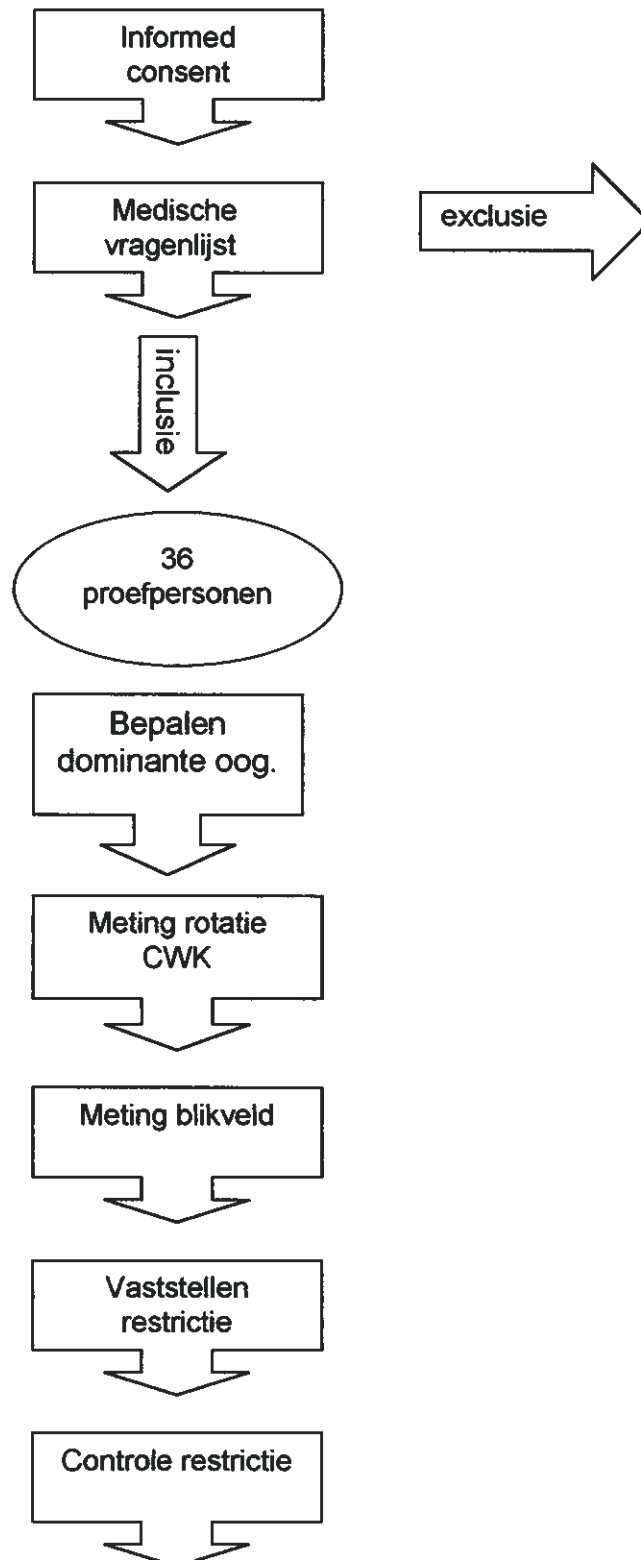 Informed
consent
Medische
vragenlijst
exclusie
inclusie
36
proefpersonen
Bepalen
dominante oog.
Meting rotatie
CWK
Meting blikveld
Vaststellen
restrictie
Controle restrictie